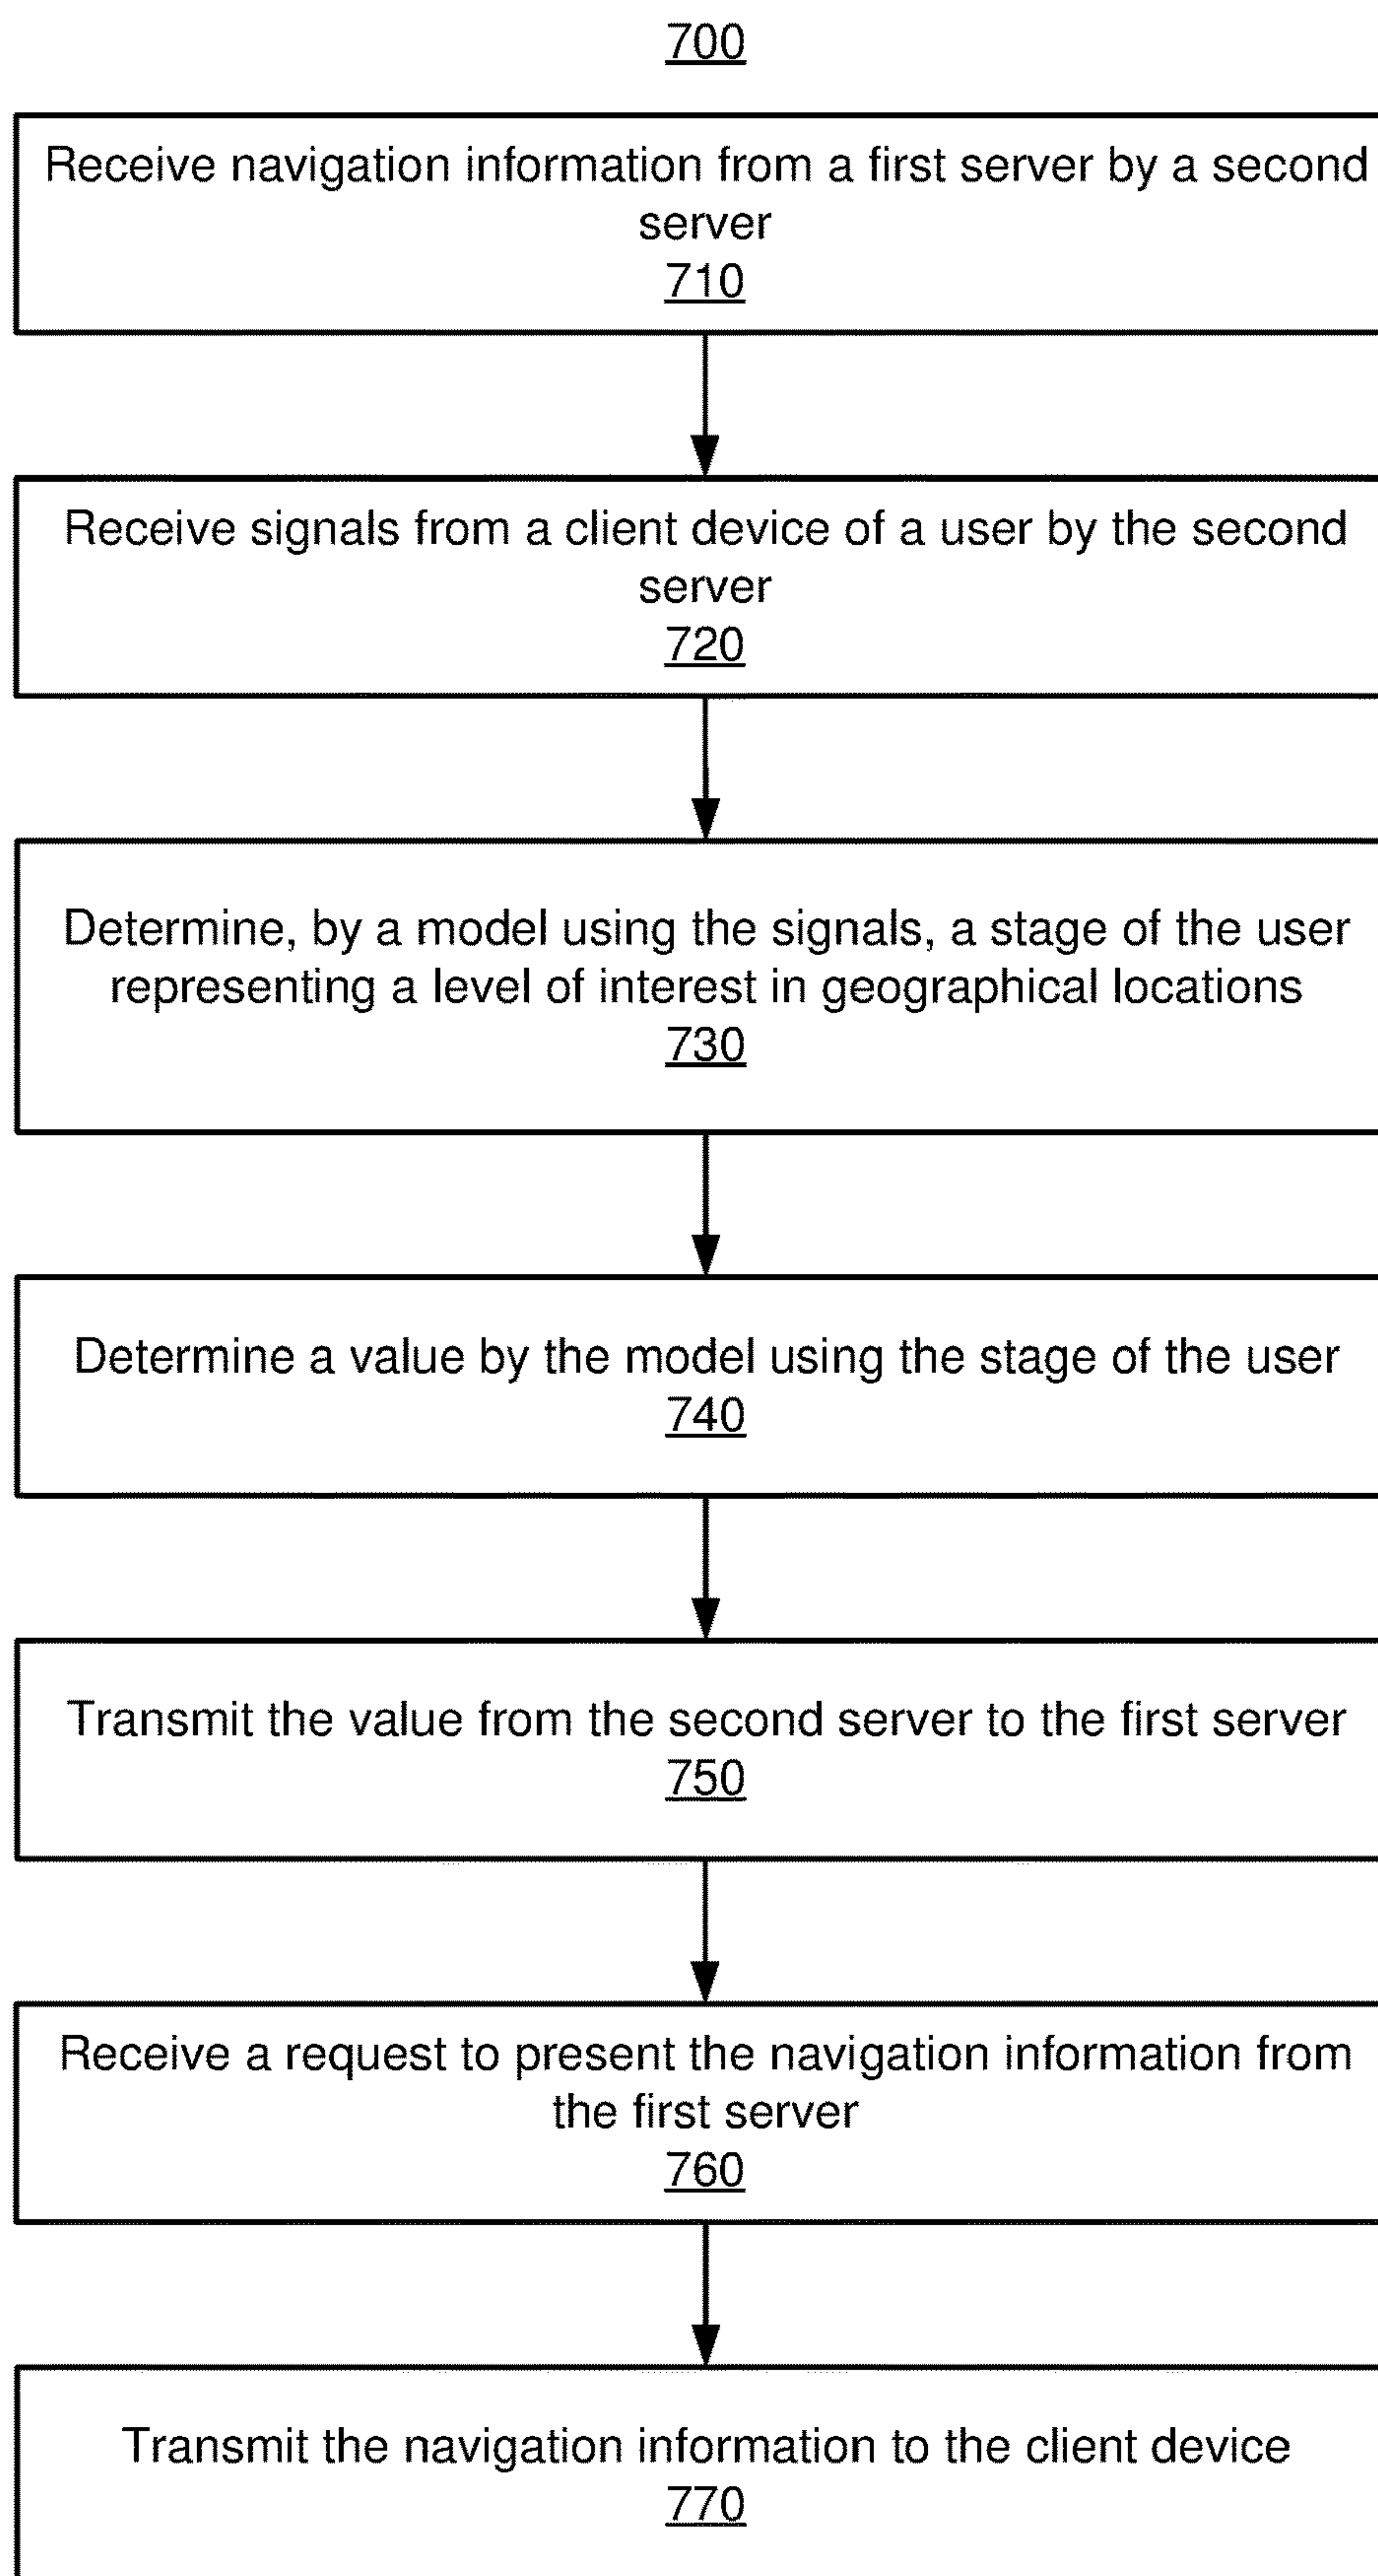 700
Receive navigation information from a first server by a second
server
710
Receive signals from a client device of a user by the second
server
720
Determine, by a model using the signals, a stage of the user
representing a level of interest in geographical locations
730
Determine a value by the model using the stage of the user
740
Transmit the value from the second server to the first server
750
Receive a request to present the navigation information from
the first server
760
Transmit the navigation information to the client device
770